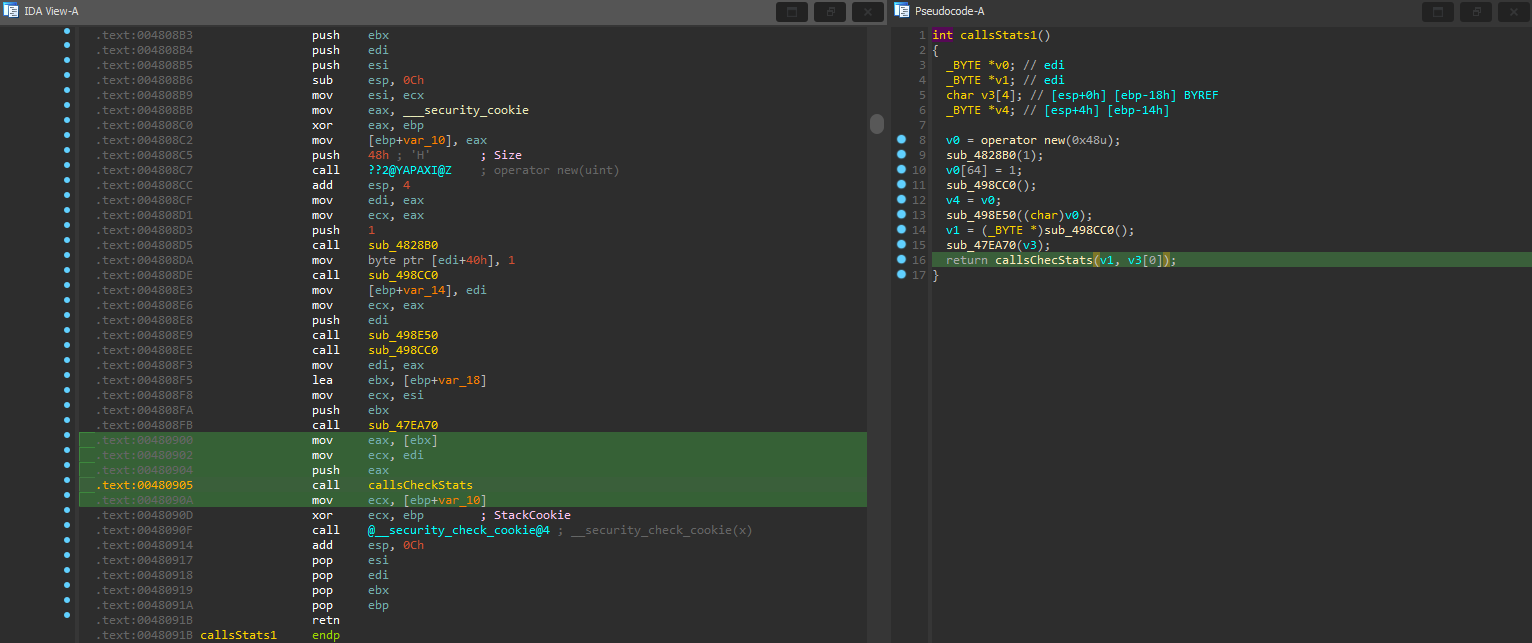 IDA View-A
.text:004808B3 push ebx
.text:004808B4 push edi
.text:004808B5 push esi
.text:004808B6 sub esp, 0Ch
.text:004808B9 mov esi, ecx
.text:004808BB mov eax, ___security_cookie
.text:004808C0 xor eax, ebp
.text:004808C2 mov [ebp+var_10], eax
.text:004808C5 push 48h ; 'H' ; Size
.text:004808C7 call ??2@YAPAXI@Z ; operator new(uint)
.text:004808CC add esp, 4
.text:004808CF mov edi, eax
.text:004808D1 mov ecx, eax
.text:004808D3 push 1
.text:004808D5 call sub_4828B0
.text:004808DA mov byte ptr [edi+40h], 1
.text:004808DE call sub_498CC0
.text:004808E3 mov [ebp+var_14], edi
.text:004808E6 mov ecx, eax
.text:004808E8 push edi
.text:004808E9 call sub_498E50
.text:004808EE call sub_498CC0
.text:004808F3 mov edi, eax
.text:004808F5 lea ebx, [ebp+var_18]
.text:004808F8 mov ecx, esi
.text:004808FA push ebx
.text:004808FB call sub_47EA70
.text:00480900 mov eax, [ebx]
.text:00480902 mov ecx, edi
.text:00480904 push eax
.text:00480905 call callsCheckStats
.text:0048090A mov ecx, [ebp+var_10]
.text:0048090D xor ecx, ebp ; StackCookie
.text:0048090F call @__security_check_cookie@4 ; __security_check_cookie(x)
.text:00480914 add esp, 0Ch
.text:00480917 pop esi
.text:00480918 pop edi
.text:00480919 pop ebx
.text:0048091A pop ebp
.text:0048091B retn
.text:0048091B callsStats1 endp
Pseudocode-A
1 int callsStats1()
2 {
3 _BYTE *v0; // edi
4 _BYTE *v1; // edi
5 char v3[4]; // [esp+0h] [ebp-18h] BYREF
6 _BYTE *v4; // [esp+4h] [ebp-14h]
7
8 v0 = operator new(0x48u);
9 sub_4828B0(1);
10 v0[64] = 1;
11 sub_498CC0();
12 v4 = v0;
13 sub_498E50((char)v0);
14 v1 = (_BYTE *)sub_498CC0();
15 sub_47EA70(v3);
16 return callsChecStats(v1, v3[0]);
17 }